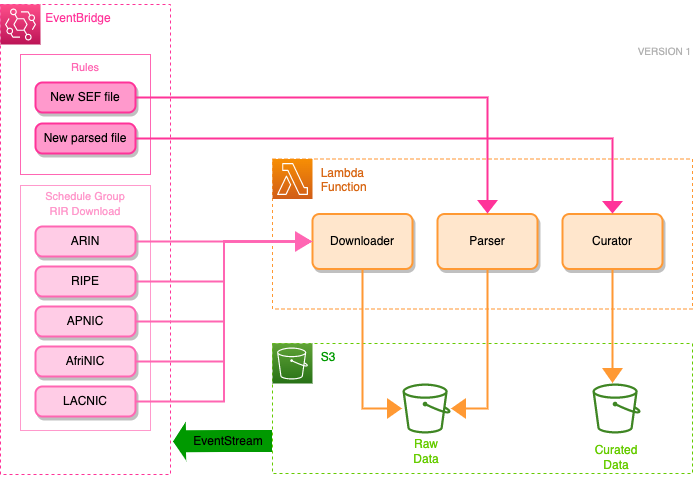 EventBridge
VERSION 1
Rules
New SEF file
New parsed file
Lambda
Function
Schedule Group
RIR Download
ARIN
RIPE
APNIC
AfriNIC
LACNIC
Downloader
Parser
Curator
S3
EventStream
Raw
Data
Curated
Data